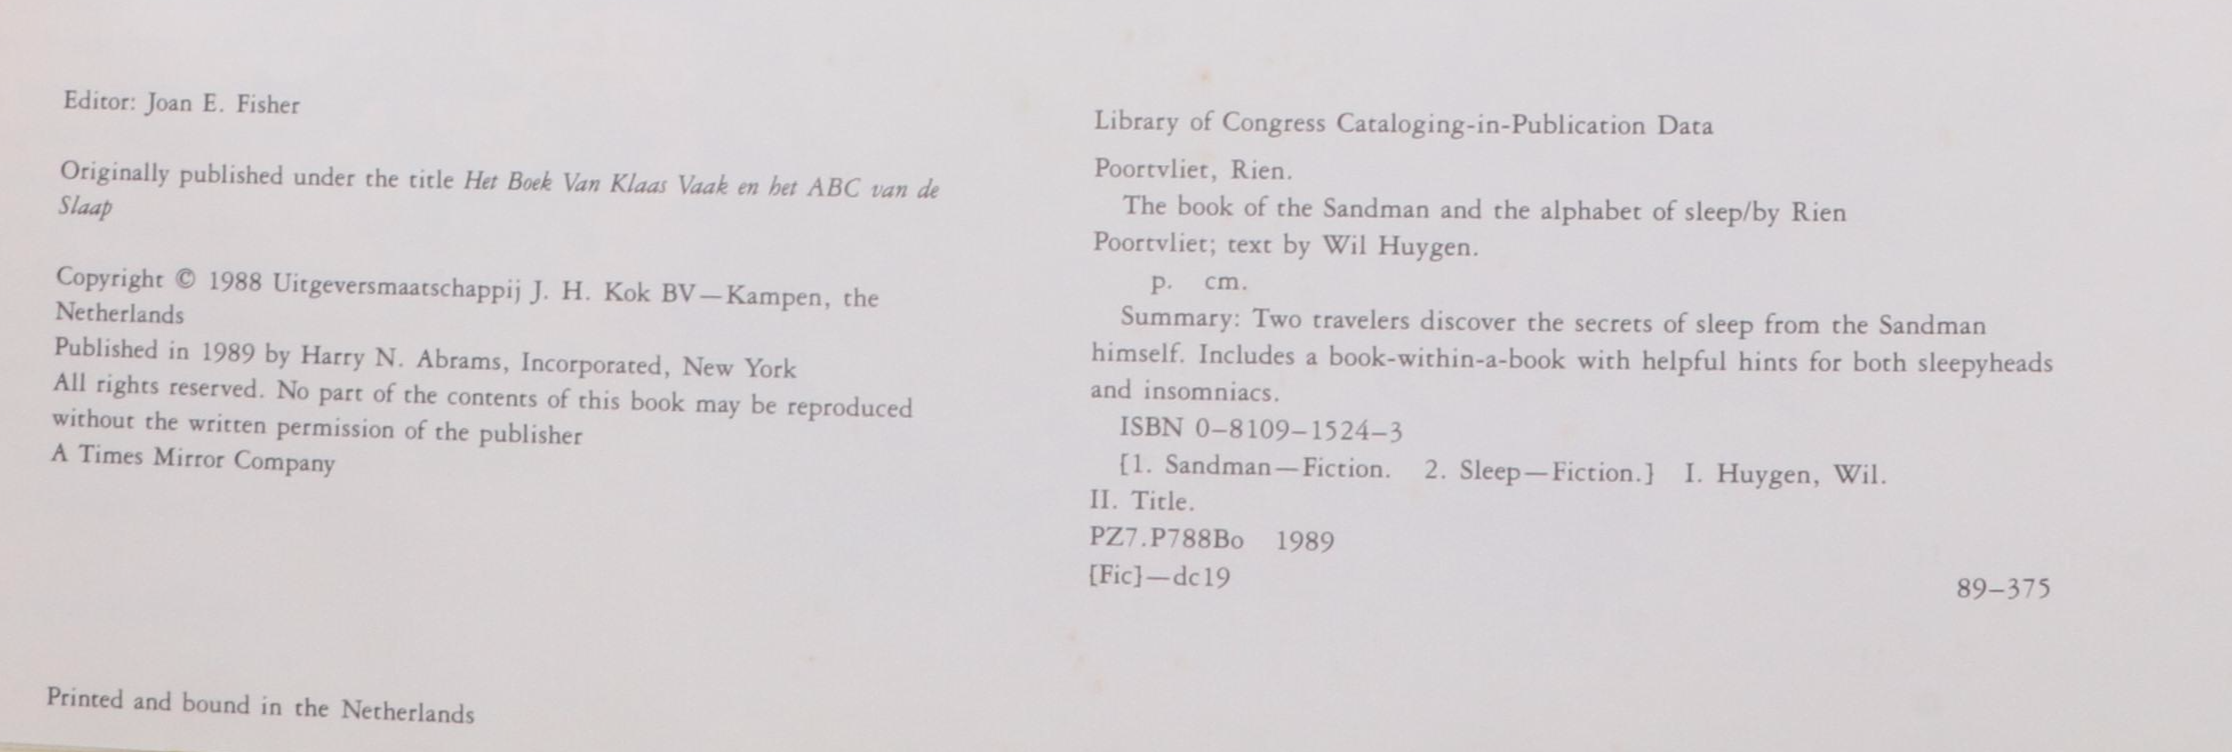 Editor: Joan E. Fisher
Originally published under the title Het Boek Van Klaas Vaak en het ABC van de
Slaap
Copyright © 1988 Uitgeversmaatschappij J. H. Kok BV—Kampen, the
Netherlands
Published in 1989 by Harry N. Abrams, Incorporated, New York
All rights reserved. No part of the contents of this book may be reproduced
without the written permission of the publisher
A Times Mirror Company
Printed and bound in the Netherlands
Library of Congress Cataloging-in-Publication Data
Poortvliet, Rien.
The book of the Sandman and the alphabet of sleep/by Rien
Poortvliet; text by Wil Huygen.
p. cm.
Summary: Two travelers discover the secrets of sleep from the Sandman
himself. Includes a book-within-a-book with helpful hints for both sleepyheads
and insomniacs.
ISBN 0–8109–1524–3
[1. Sandman—Fiction. 2. Sleep—Fiction.] I. Huygen, Wil.
II. Title.
PZ7.P788Bo 1989
[Fic]—dc19 89–375